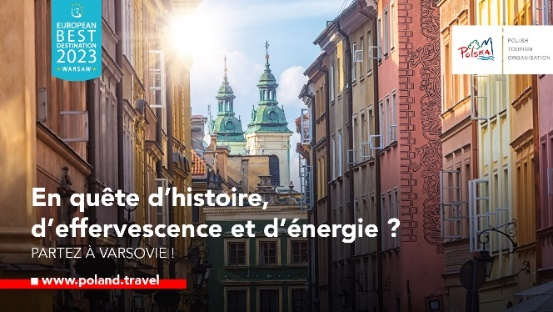 EUROPEAN
BEST
DESTINATION
2023
WARSAW
Polska
POLISH
TOURISM
ORGANISATION
En quête d'histoire,
d'effervescence et d'énergie ?
PARTEZ À VARSOVIE !
www.poland.travel